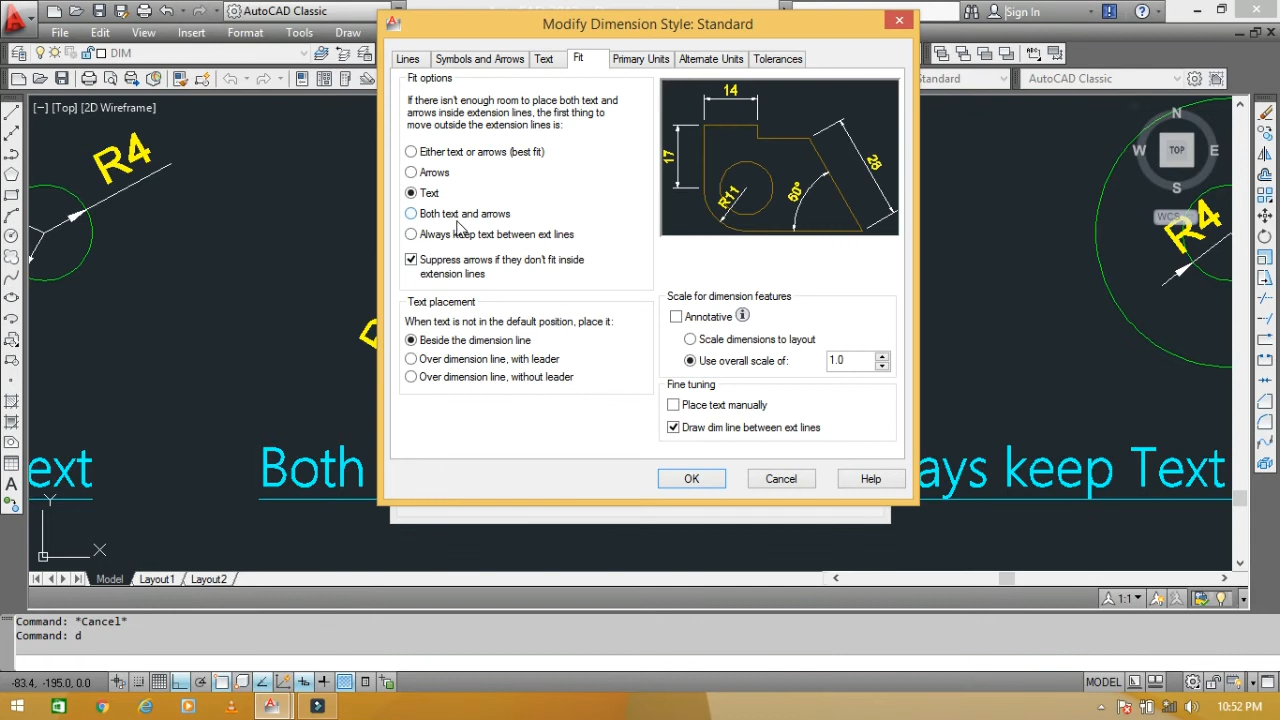 AutoCAD Classic
Modify Dimension Style: Standard
Sign In
File Edit View Insert Format Tools Draw
DIM
Standard
AutoCAD Classic
[−] [Top] [2D Wireframe]
Lines Symbols and Arrows Text Fit Primary Units Alternate Units Tolerances
Fit options
If there isn't enough room to place both text and
arrows inside extension lines, the first thing to
move outside the extension lines is:
Either text or arrows (best fit)
Arrows
Text
Both text and arrows
Always keep text between ext lines
Suppress arrows if they don't fit inside
extension lines
Text placement
When text is not in the default position, place it:
Beside the dimension line
Over dimension line, with leader
Over dimension line, without leader
14
17
28
R11
60°
Scale for dimension features
Annotative
Scale dimensions to layout
Use overall scale of: 1.0
Fine tuning
Place text manually
Draw dim line between ext lines
OK Cancel Help
R4
N
W TOP E
S
WCS
R4
ext
Both
ays keep Text
Y
X
Model Layout1 Layout2
1:1
Command: *Cancel*
Command: d
-83.4, -195.0, 0.0
MODEL
10:52 PM